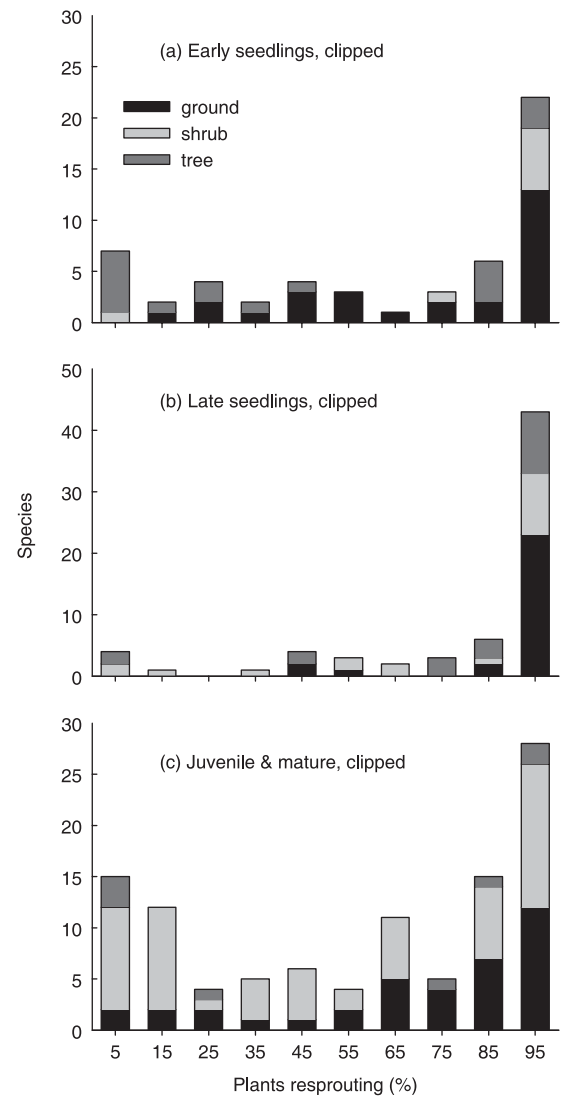 30
(a) Early seedlings, clipped
25
ground
20
shrub
tree
15
10
5
0
50
(b) Late seedlings, clipped
40
30
20
10
0
Species
30
(c) Juvenile & mature, clipped
25
20
15
10
5
0
5 15 25 35 45 55 65 75 85 95
Plants resprouting (%)